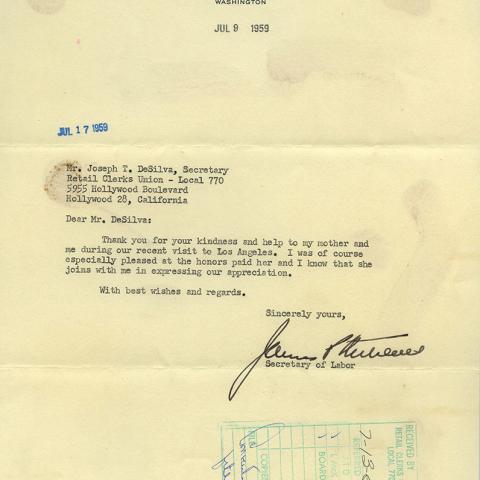 WASHINGTON
JUL 9 1959
JUL 17 1959
Mr. Joseph T. DeSilva, Secretary
Retail Clerks Union - Local 770
5955 Hollywood Boulevard
Hollywood 28, California
Dear Mr. DeSilva:
Thank you for your kindness and help to my mother and
me during our recent visit to Los Angeles. I was of course
especially pleased at the honors paid her and I know that she
joins with me in expressing our appreciation.
With best wishes and regards.
Sincerely yours,
Secretary of Labor
RECEIVED BY
RETAIL CLERKS
LOCAL 770